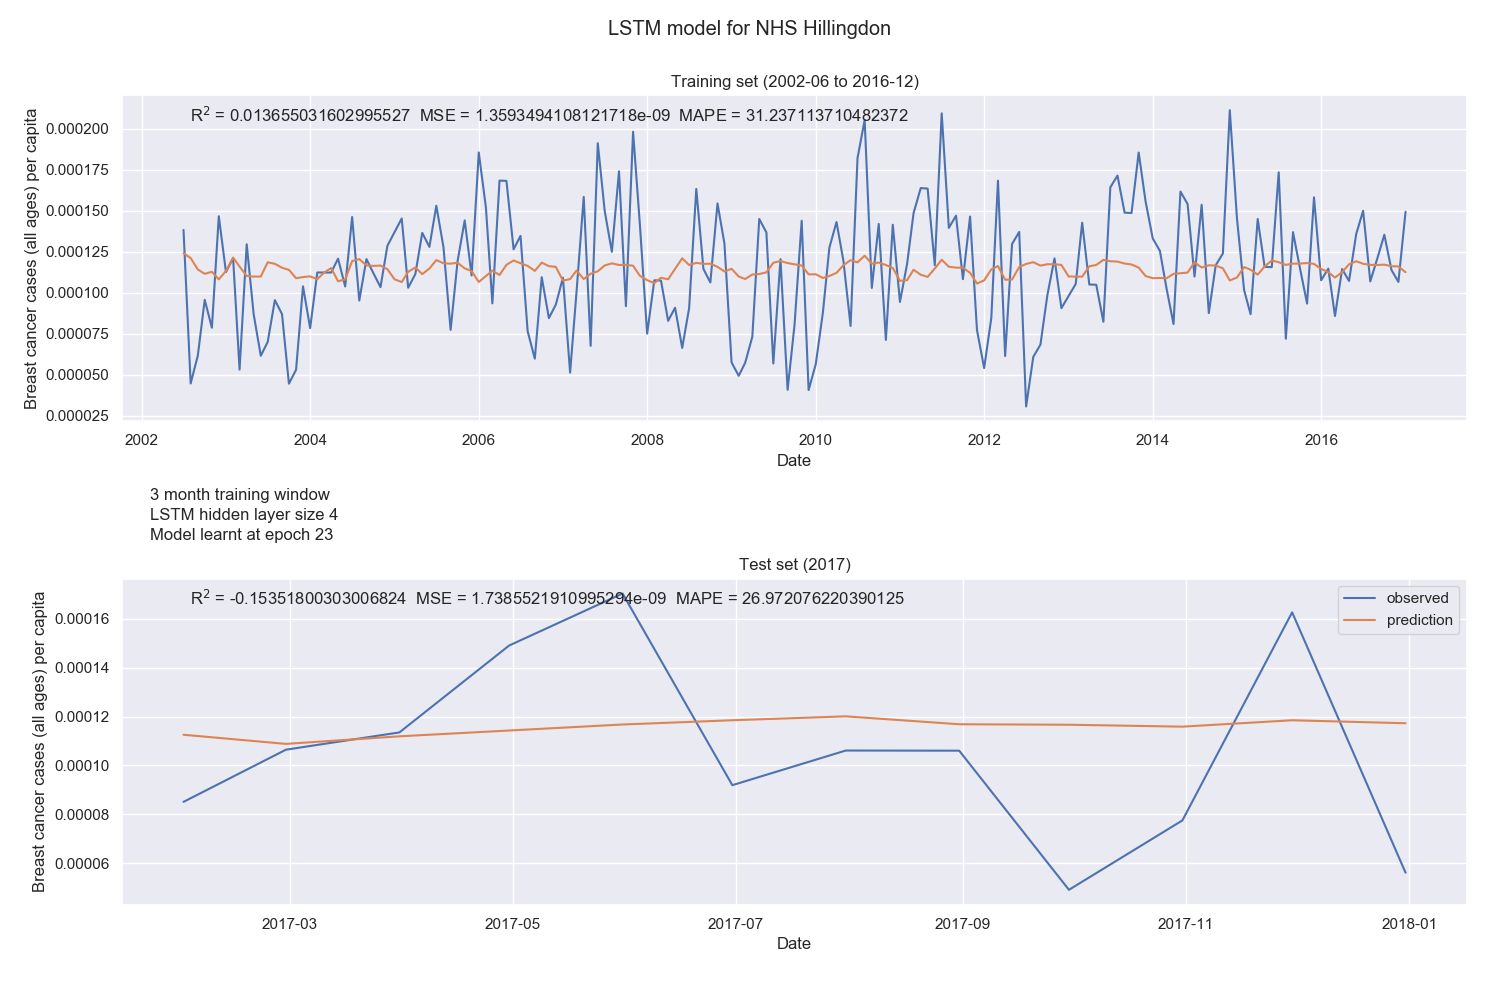 LSTM model for NHS Hillingdon
Training set (2002-06 to 2016-12)
R² = 0.013655031602995527 MSE = 1.3593494108121718e-09 MAPE = 31.237113710482372
Breast cancer cases (all ages) per capita
0.000200
0.000175
0.000150
0.000125
0.000100
0.000075
0.000050
0.000025
2002 2004 2006 2008 2010 2012 2014 2016
Date
3 month training window
LSTM hidden layer size 4
Model learnt at epoch 23
Test set (2017)
R² = -0.15351800303006824 MSE = 1.7385521910995294e-09 MAPE = 26.972076220390125
observed
prediction
Breast cancer cases (all ages) per capita
0.00016
0.00014
0.00012
0.00010
0.00008
0.00006
2017-03 2017-05 2017-07 2017-09 2017-11 2018-01
Date